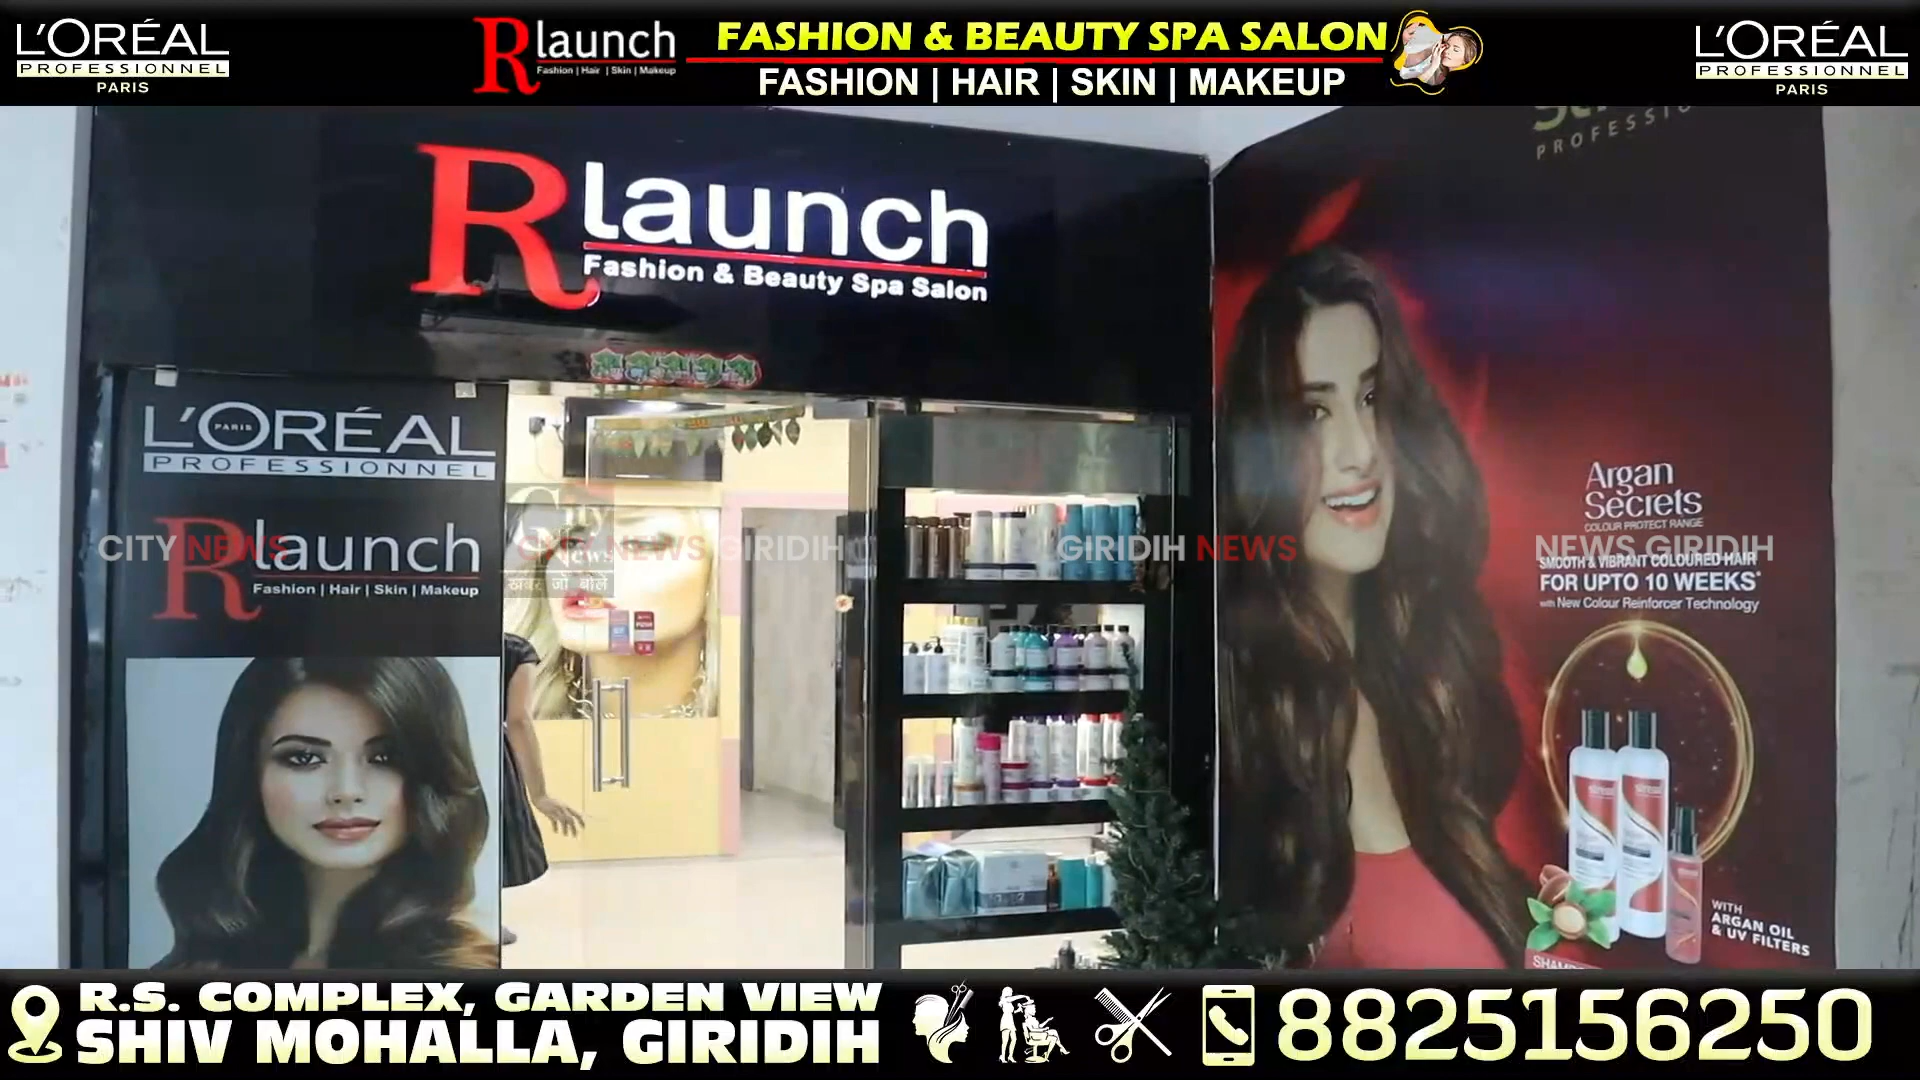 L'ORÉAL
PROFESSIONNEL
PARIS
Rlaunch
Fashion | Hair | Skin | Makeup
FASHION & BEAUTY SPA SALON
FASHION | HAIR | SKIN | MAKEUP
L'ORÉAL
PROFESSIONNEL
PARIS
Rlaunch
Fashion & Beauty Spa Salon
L'ORÉAL
PARIS
PROFESSIONNEL
Rlaunch
Fashion | Hair | Skin | Makeup
CITY NEWS
City News
खबर जो बोले
CITY NEWS GIRIDIH
GIRIDIH NEWS
NEWS GIRIDIH
Argan
Secrets
COLOUR PROTECT RANGE
SMOOTH & VIBRANT COLOURED HAIR
FOR UPTO 10 WEEKS*
with New Colour Reinforcer Technology
WITH
ARGAN OIL
& UV FILTERS
R.S. COMPLEX, GARDEN VIEW
SHIV MOHALLA, GIRIDIH
8825156250